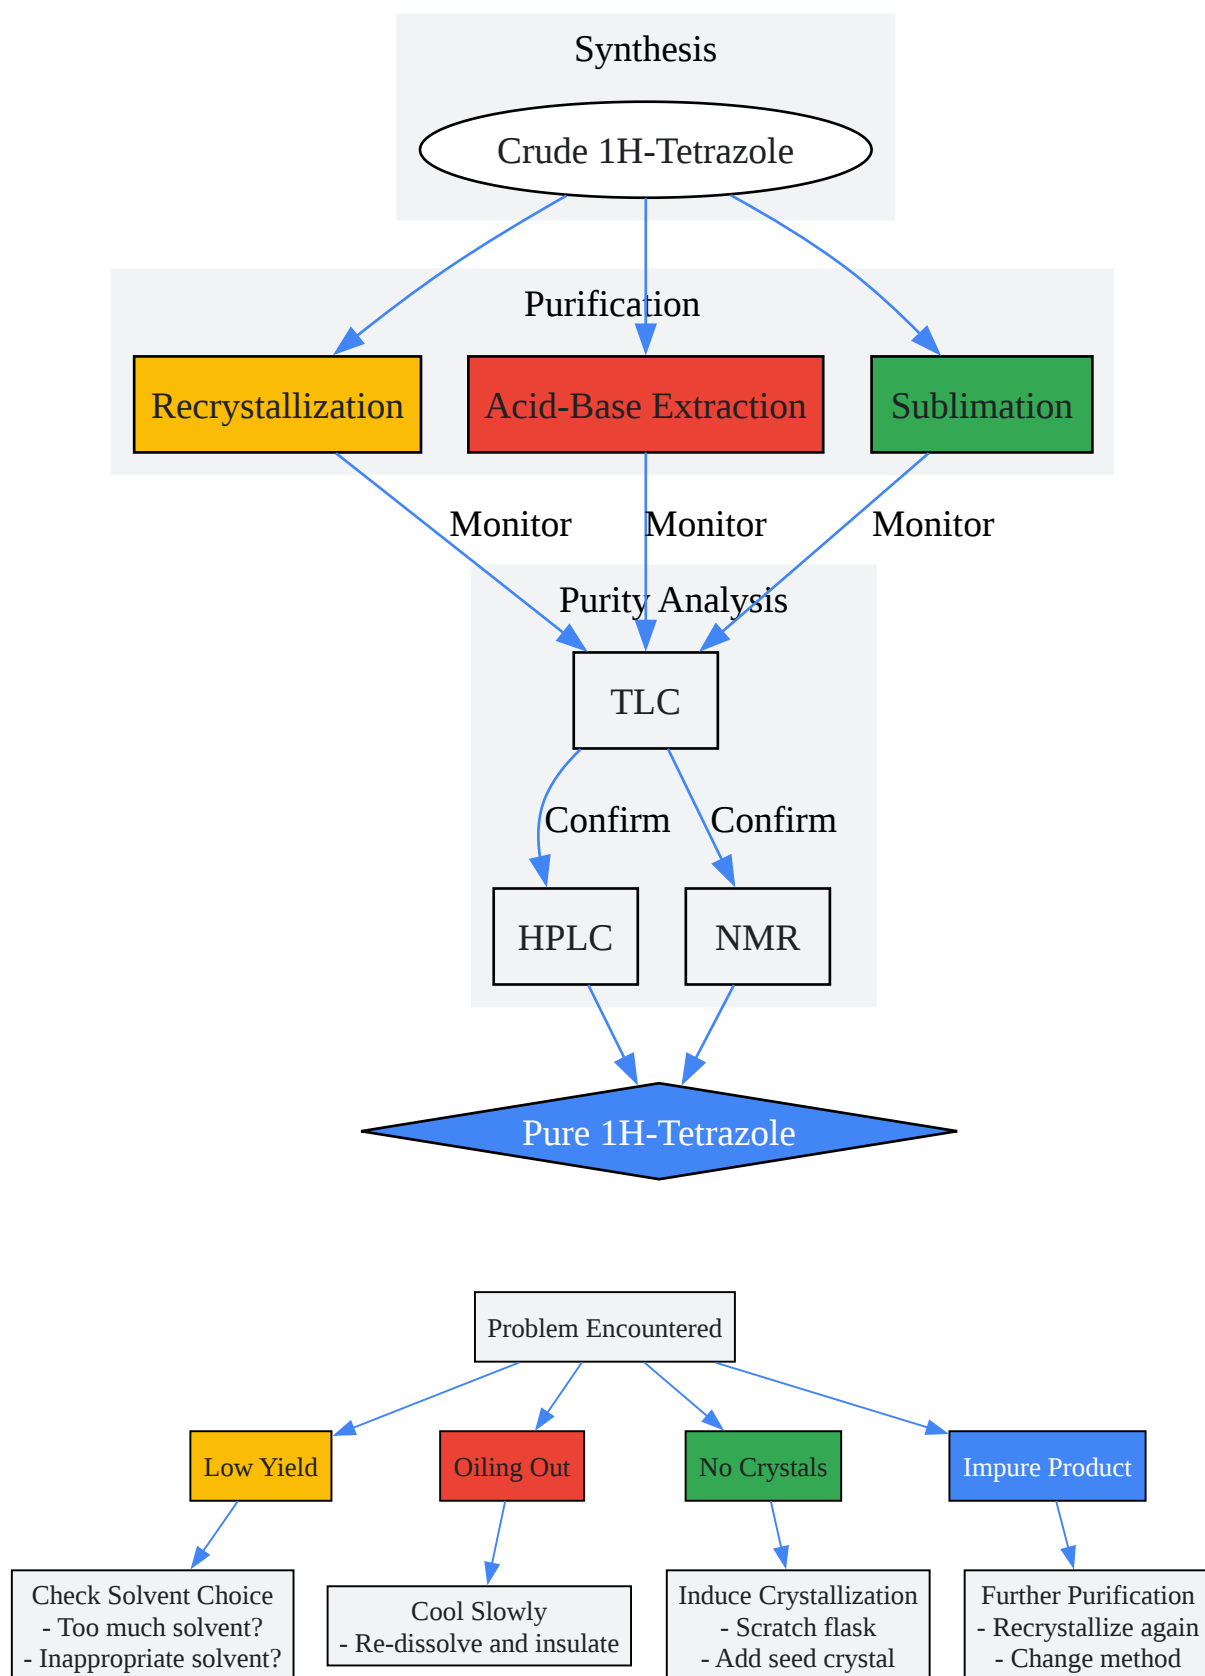 Synthesis
Crude 1H-Tetrazole
Purification
Recrystallization
Acid-Base Extraction
Sublimation
Monitor
Monitor
Monitor
Purity Analysis
TLC
Confirm
Confirm
HPLC
NMR
Pure 1H-Tetrazole
Problem Encountered
Low Yield
Oiling Out
No Crystals
Impure Product
Check Solvent Choice
- Too much solvent?
- Inappropriate solvent?
Cool Slowly
- Re-dissolve and insulate
Induce Crystallization
- Scratch flask
- Add seed crystal
Further Purification
- Recrystallize again
- Change method